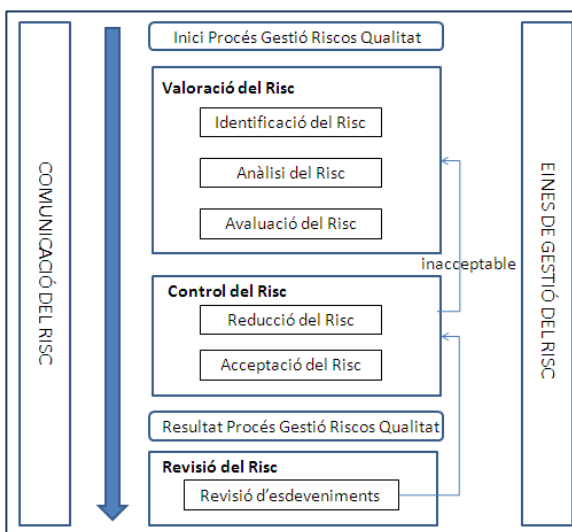 COMUNICACIÓ DEL RISC
Inici Procés Gestió Riscos Qualitat
Valoració del Risc
Identificació del Risc
Anàlisi del Risc
Avaluació del Risc
inacceptable
Control del Risc
Reducció del Risc
Acceptació del Risc
Resultat Procés Gestió Riscos Qualitat
Revisió del Risc
Revisió d'esdeveniments
EINES DE GESTIÓ DEL RISC